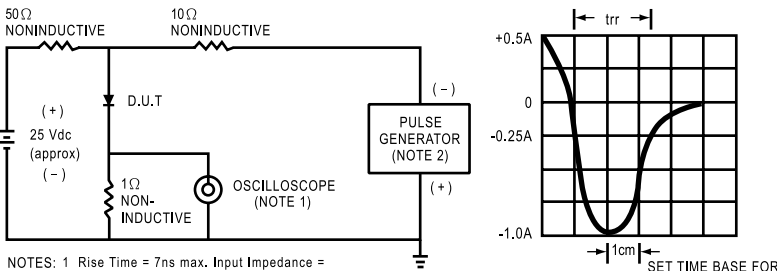 50Ω
NONINDUCTIVE
10Ω
NONINDUCTIVE
trr
+0.5A
0
-0.25A
-1.0A
D.U.T
(+)
25 Vdc
(approx)
(-)
(-)
PULSE
GENERATOR
(NOTE 2)
(+)
1Ω
NON-
INDUCTIVE
OSCILLOSCOPE
(NOTE 1)
1cm
NOTES: 1 Rise Time = 7ns max. Input Impedance =
SET TIME BASE FOR